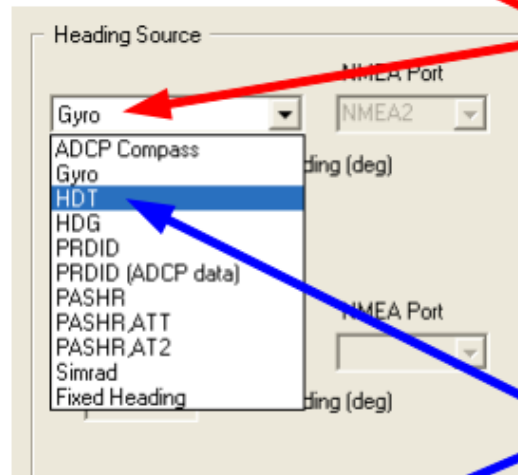 Heading Source
NMEA Port
Gyro
NMEA2
ADCP Compass
Gyro
HDT
HDG
PRDID
PRDID (ADCP data)
PASHR
PASHR,ATT
PASHR,AT2
Simrad
Fixed Heading
ding (deg)
NMEA Port
ding (deg)